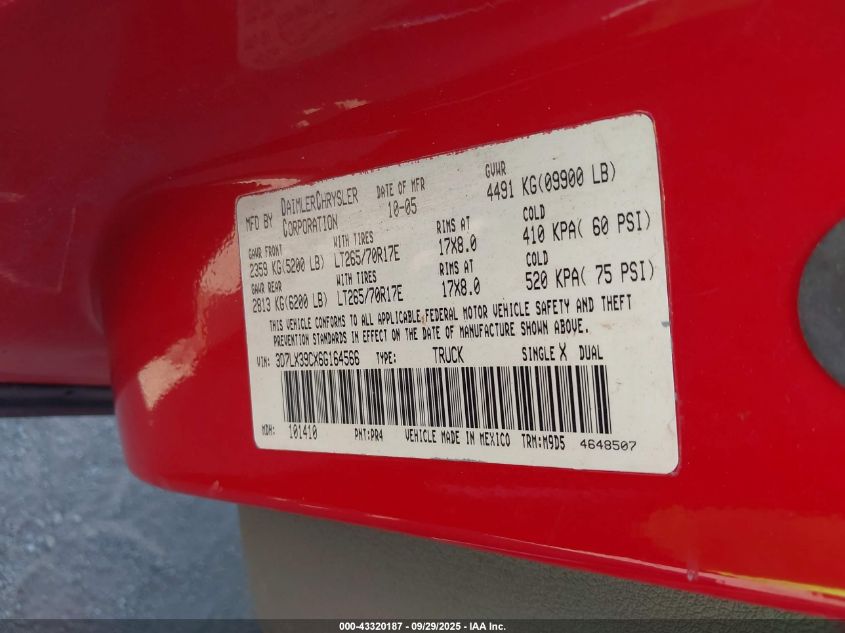 MFD BY DAIMLERCHRYSLER CORPORATION DATE OF MFR 10-05 GVWR 4491 KG(09900 LB)
GAWR FRONT WITH TIRES RIMS AT COLD
2359 KG(5200 LB) LT265/70R17E 17X8.0 410 KPA( 60 PSI)
GAWR REAR WITH TIRES RIMS AT COLD
2813 KG(6200 LB) LT265/70R17E 17X8.0 520 KPA( 75 PSI)
THIS VEHICLE CONFORMS TO ALL APPLICABLE FEDERAL MOTOR VEHICLE SAFETY AND THEFT
PREVENTION STANDARDS IN EFFECT ON THE DATE OF MANUFACTURE SHOWN ABOVE.
VIN: 3D7LX39CX6G164566 TYPE: TRUCK SINGLE X DUAL
MDH: 101410 PNT:PR4 VEHICLE MADE IN MEXICO TRM:M9D5 4648507
000-43320187 - 09/29/2025 - IAA Inc.